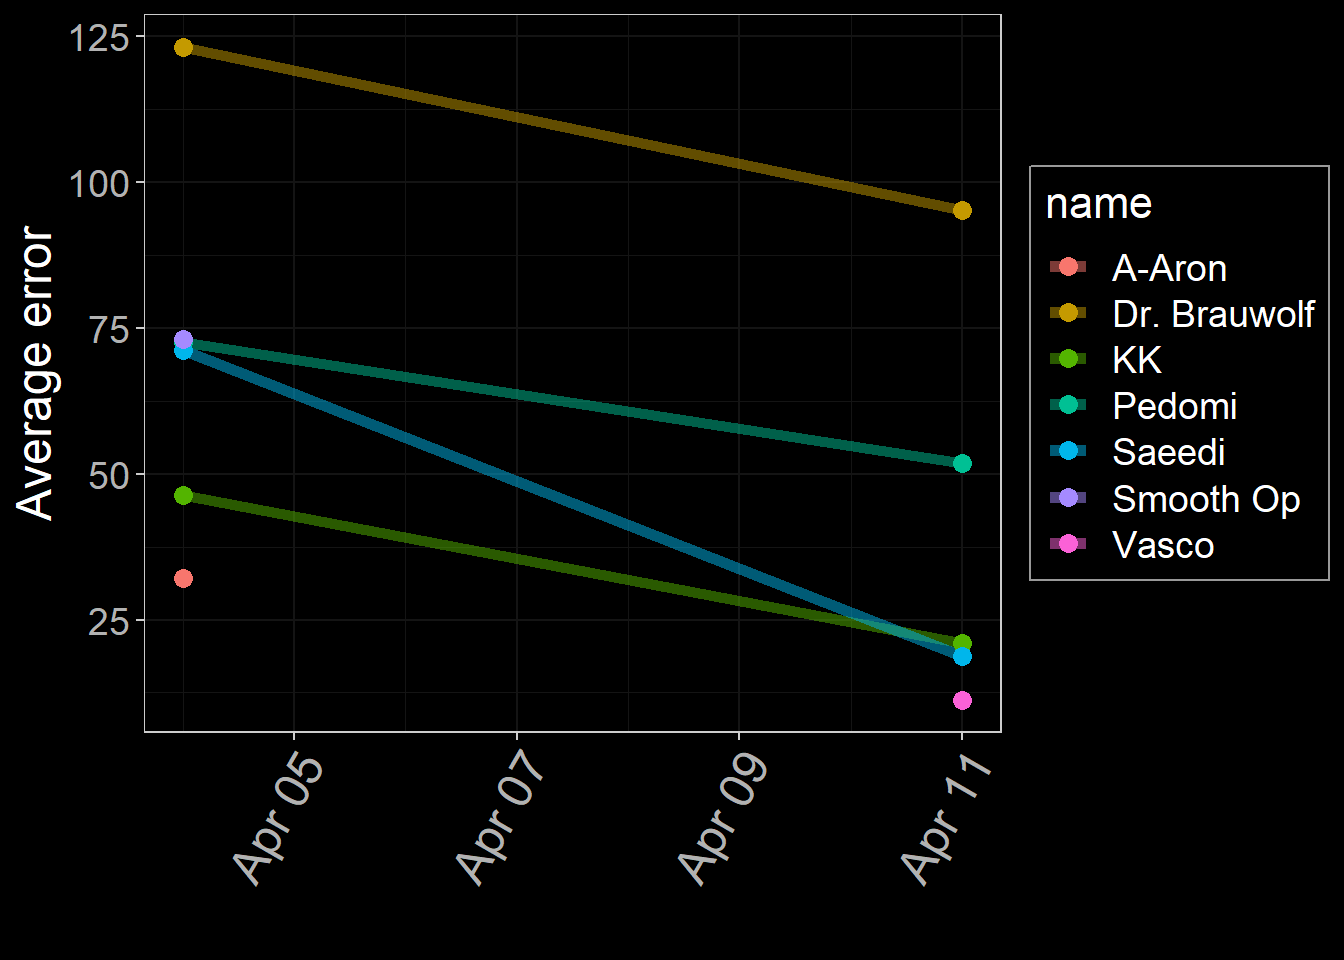 125
100
75
50
25
Average error
Apr 05
Apr 07
Apr 09
Apr 11
name
A-Aron
Dr. Brauwolf
KK
Pedomi
Saeedi
Smooth Op
Vasco